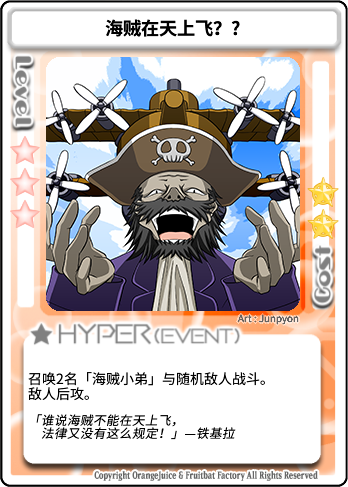 海贼在天上飞？？
Level
Cost
Art : Junpyon
HYPER(EVENT)
召唤2名「海贼小弟」与随机敌人战斗。
敌人后攻。
「谁说海贼不能在天上飞，
法律又没有这么规定！」—铁基拉
Copyright OrangeJuice & Fruitbat Factory All Rights Reserved